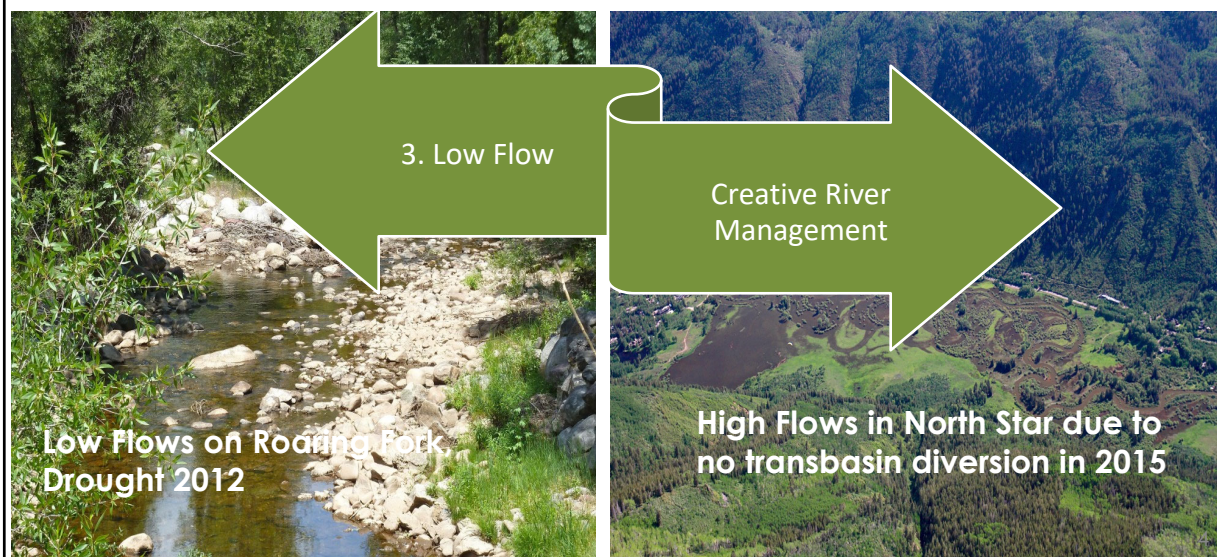 3. Low Flow
Creative River
Management
Low Flows on Roaring Fork,
Drought 2012
High Flows in North Star due to
no transbasin diversion in 2015